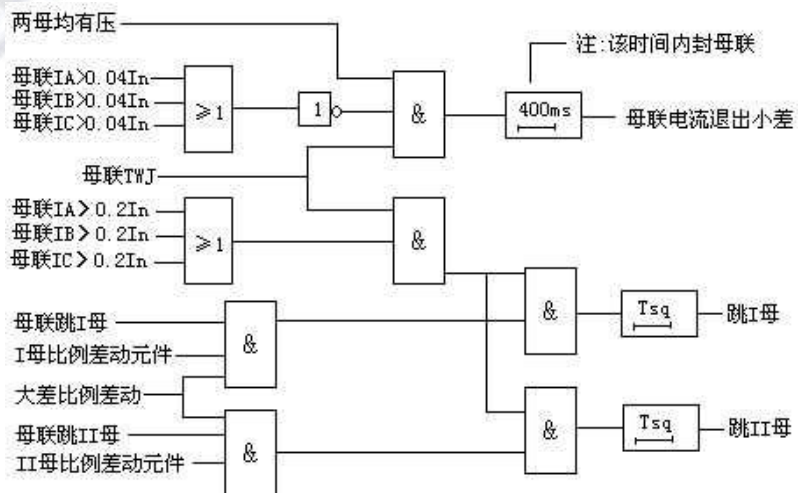 两母均有压
注:该时间内封母联
母联IA>0.04In
母联IB>0.04In
母联IC>0.04In
≥1
1
&
400ms
母联电流退出小差
母联TWJ
母联IA>0.2In
母联IB>0.2In
母联IC>0.2In
≥1
&
母联跳I母
I母比例差动元件
&
&
Tsq
跳I母
大差比例差动
母联跳II母
II母比例差动元件
&
&
Tsq
跳II母